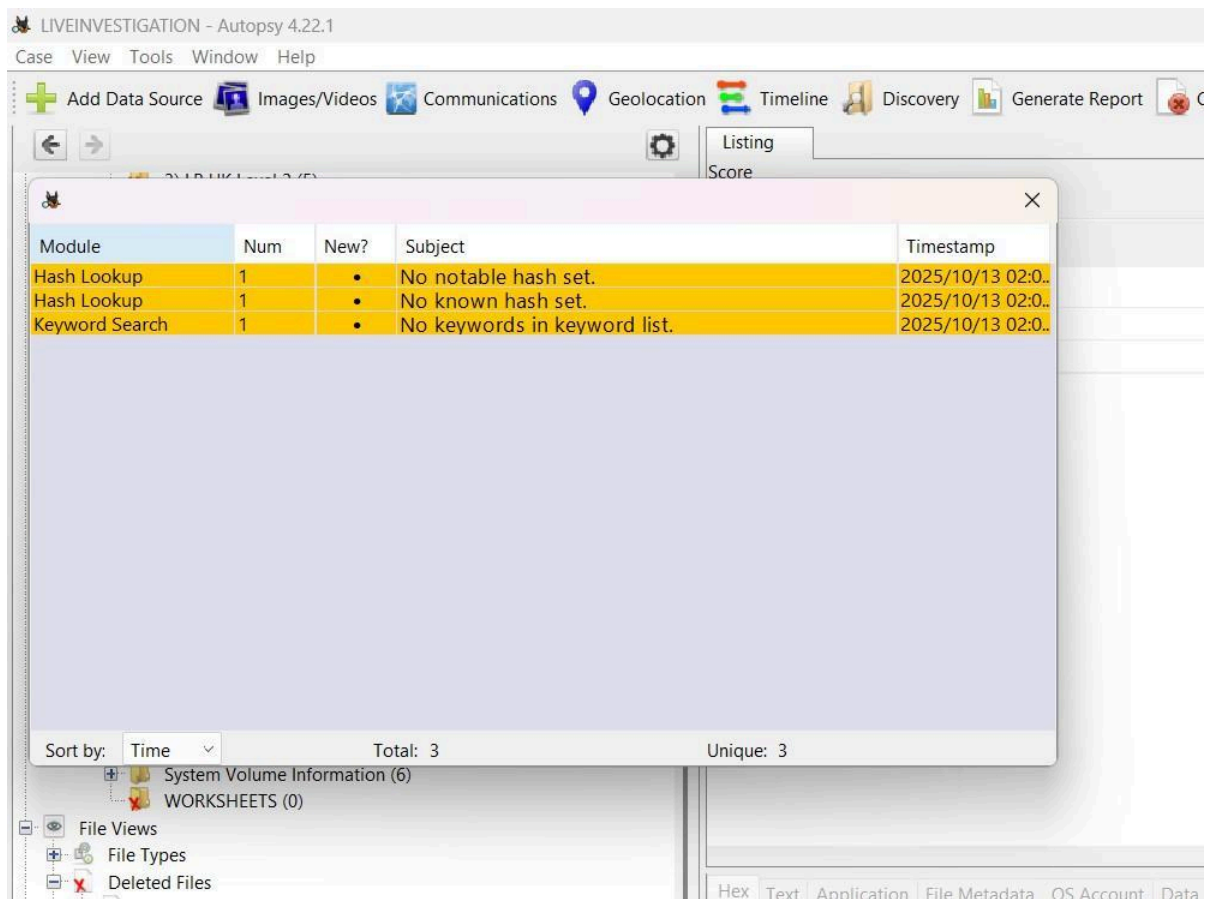 LIVEINVESTIGATION - Autopsy 4.22.1
Case View Tools Window Help
Add Data Source Images/Videos Communications Geolocation Timeline Discovery Generate Report
Listing
Score
Module Num New? Subject Timestamp
Hash Lookup 1 • No notable hash set. 2025/10/13 02:0..
Hash Lookup 1 • No known hash set. 2025/10/13 02:0..
Keyword Search 1 • No keywords in keyword list. 2025/10/13 02:0..
Sort by: Time Total: 3 Unique: 3
System Volume Information (6)
WORKSHEETS (0)
File Views
File Types
Deleted Files
Hex Text Application File Metadata OS Account Data